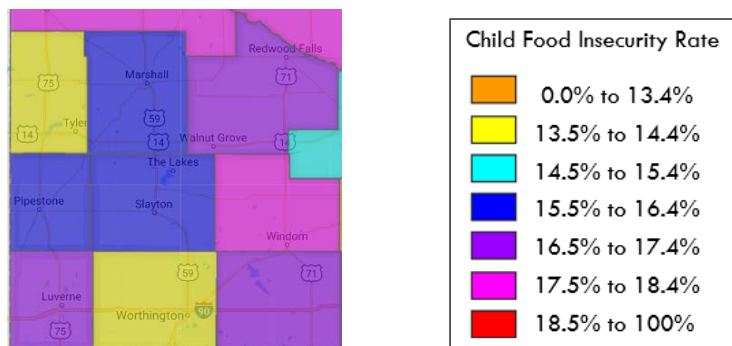 Redwood Falls
Marshall
71
75
59
Tyler
14
14
Walnut Grove
14
The Lakes
Pipestone
Slayton
Windom
59
71
Luverne
Worthington
90
75
Child Food Insecurity Rate
0.0% to 13.4%
13.5% to 14.4%
14.5% to 15.4%
15.5% to 16.4%
16.5% to 17.4%
17.5% to 18.4%
18.5% to 100%